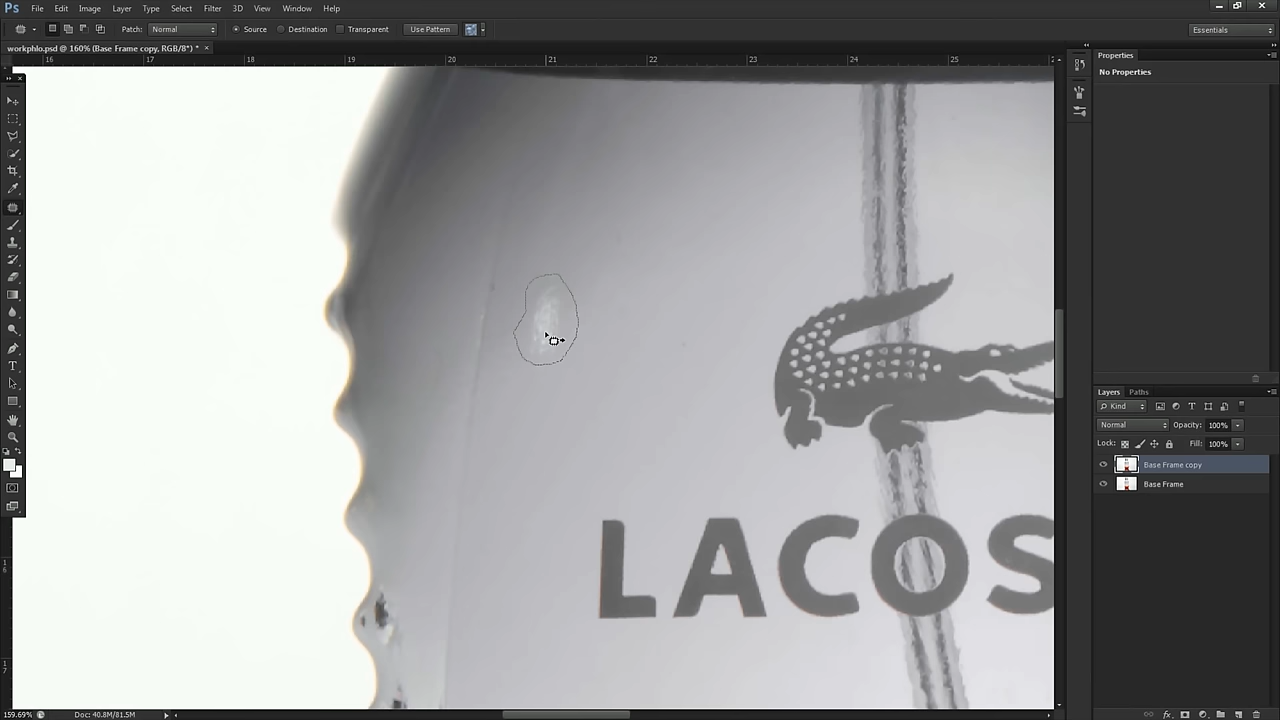 Ps File Edit Image Layer Type Select Filter 3D View Window Help
Patch: Normal Source Destination Transparent Use Pattern Essentials
workphlo.psd @ 160% (Base Frame copy, RGB/8*) * ×
16 17 18 19 20 21 22 23 24 25
Properties
No Properties
LACOS
Layers Paths
Kind
Normal Opacity: 100%
Lock: Fill: 100%
Base Frame copy
Base Frame
159.69% Doc: 40.8M/81.5M